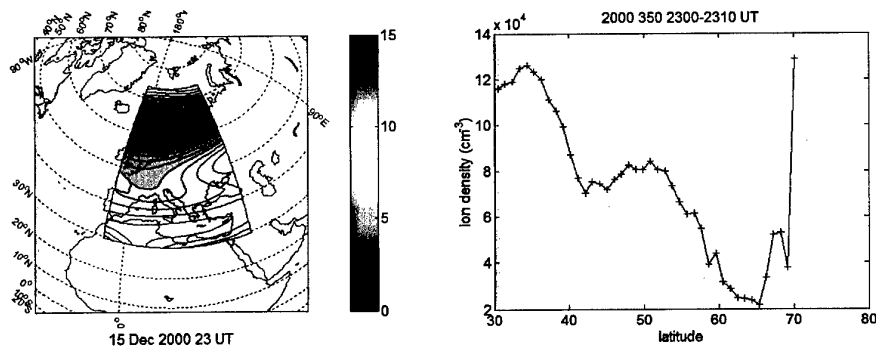 40°N 50°N 60°N 70°N 80°N 180°W
90°W
90°E
30°N
20°N
10°N
0°
10°S
20°S
0°
15 Dec 2000 23 UT
15
10
5
0
2000 350 2300-2310 UT
x 10⁴
14
12
10
8
6
4
2
Ion density (cm⁻³)
30 40 50 60 70 80
latitude